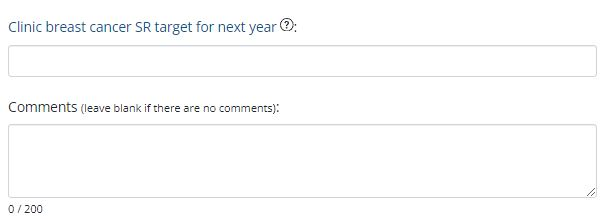 Clinic breast cancer SR target for next year ?:
Comments (leave blank if there are no comments):
0 / 200